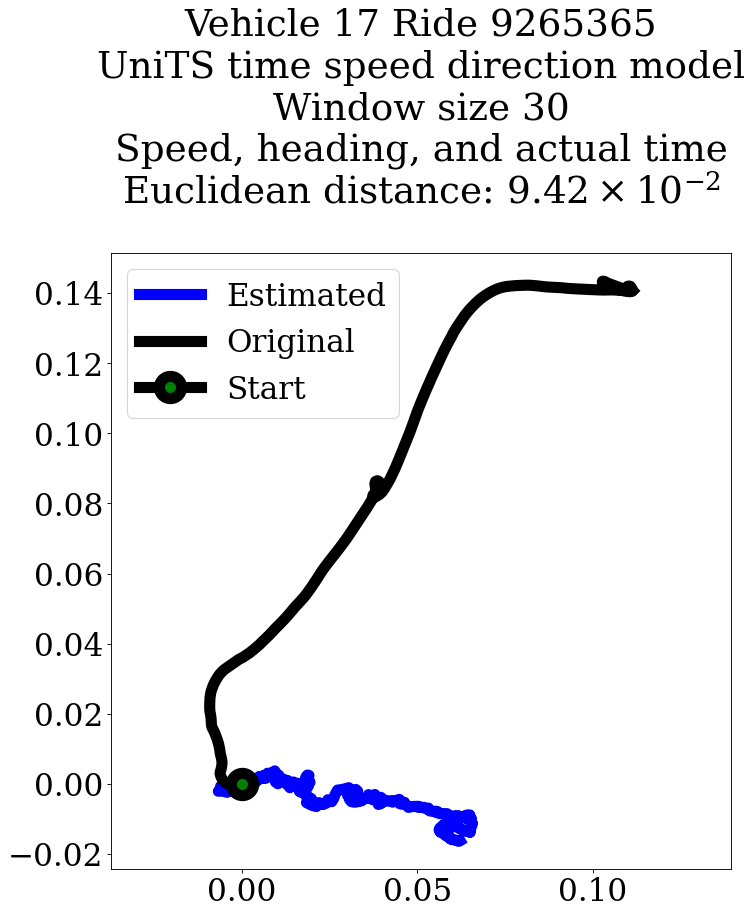 Vehicle 17 Ride 9265365
UniTS time speed direction model
Window size 30
Speed, heading, and actual time
Euclidean distance: 9.42 × 10⁻²
Estimated
Original
Start
0.14
0.12
0.10
0.08
0.06
0.04
0.02
0.00
−0.02
0.00 0.05 0.10